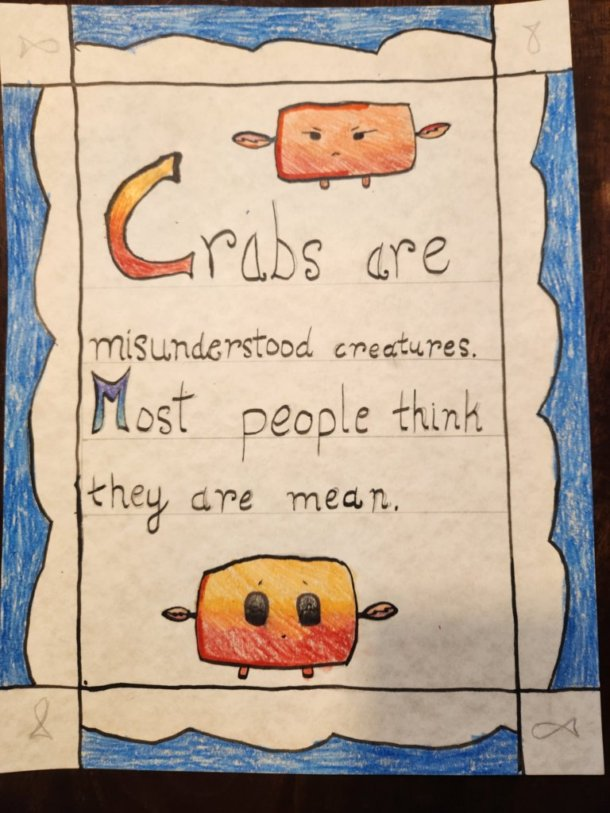 Crabs are
misunderstood creatures.
Most people think
they are mean.